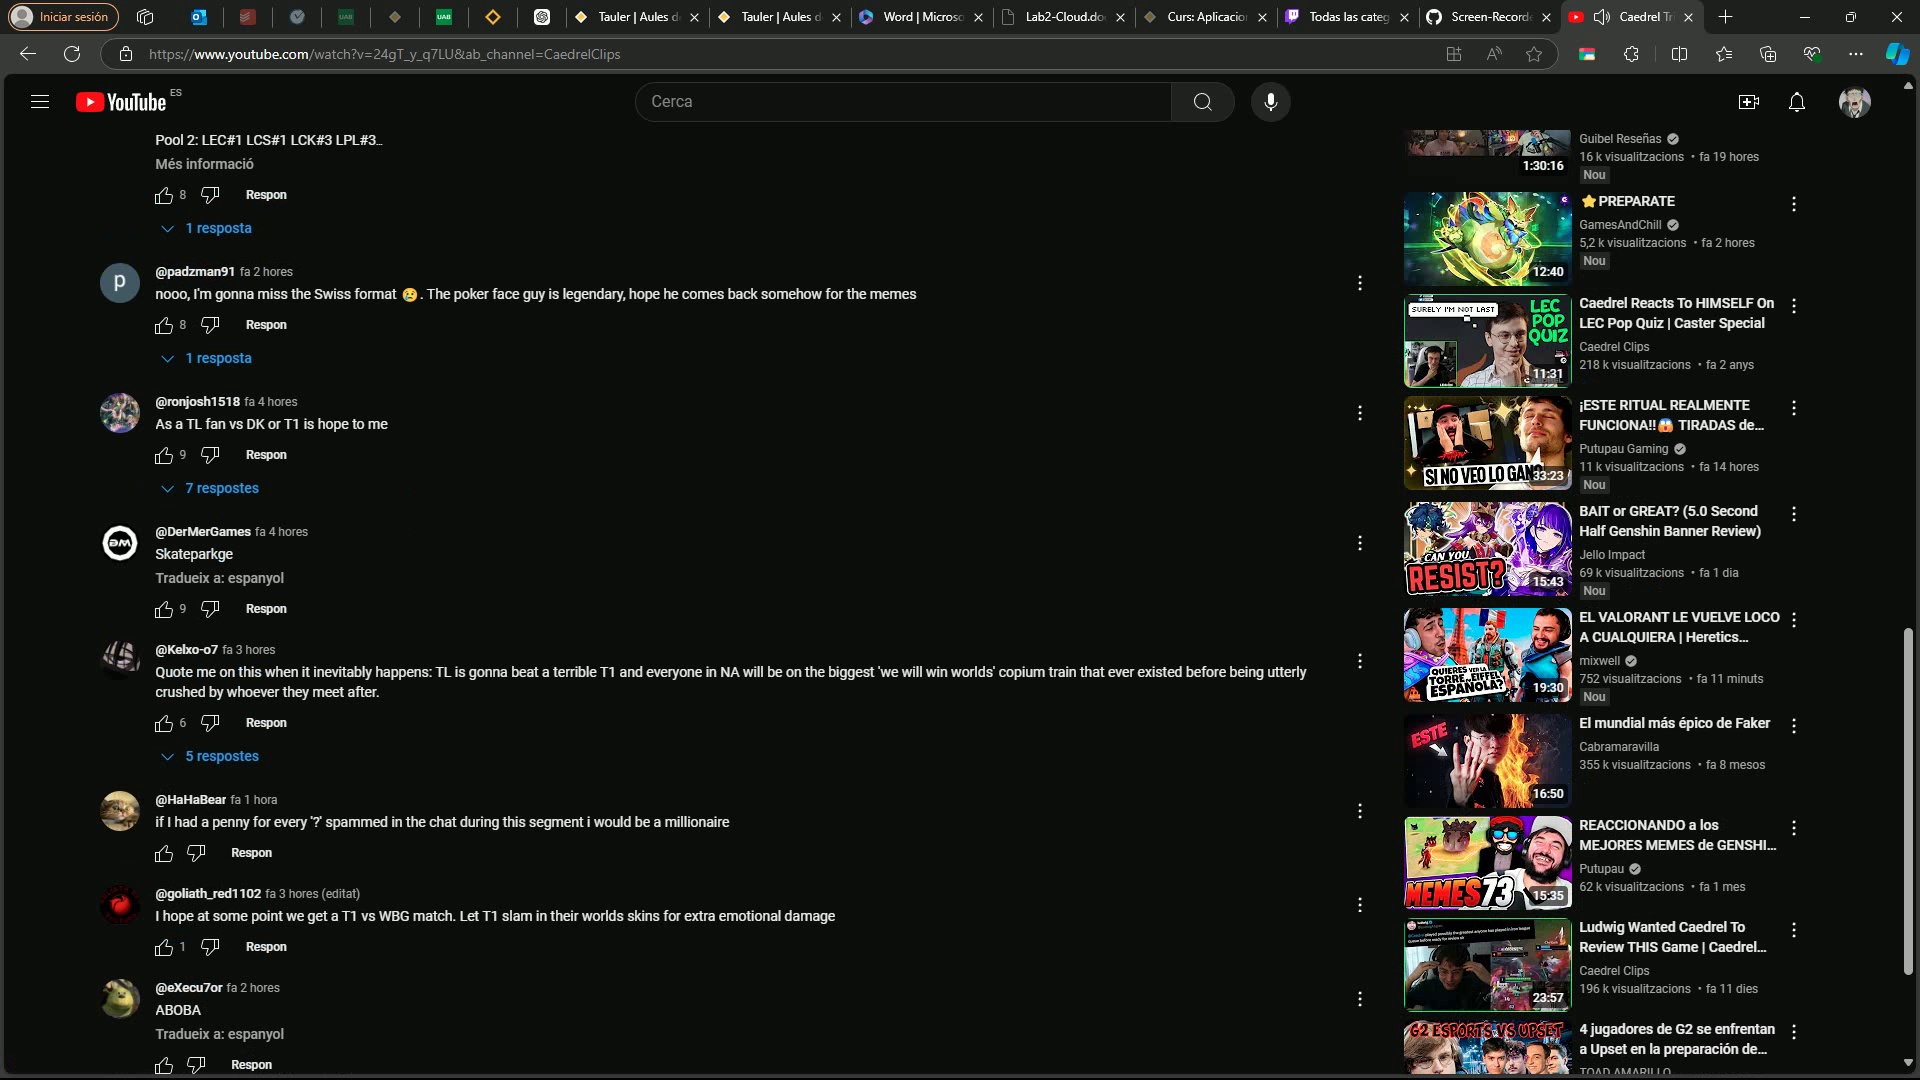 Iniciar sesión
Tauler | Aules d
Tauler | Aules d
Word | Microso
Lab2-Cloud.do
Curs: Aplicacio
Todas las categ
Screen-Recorde
Caedrel Tr
https://www.youtube.com/watch?v=24gT_y_q7LU&ab_channel=CaedrelClips
YouTube ES
Cerca
Pool 2: LEC#1 LCS#1 LCK#3 LPL#3...
Més informació
8 Respon
1 resposta
@padzman91 fa 2 hores
nooo, I'm gonna miss the Swiss format 😢. The poker face guy is legendary, hope he comes back somehow for the memes
8 Respon
1 resposta
@ronjosh1518 fa 4 hores
As a TL fan vs DK or T1 is hope to me
9 Respon
7 respostes
@DerMerGames fa 4 hores
Skateparkge
Tradueix a: espanyol
9 Respon
@Kelxo-o7 fa 3 hores
Quote me on this when it inevitably happens: TL is gonna beat a terrible T1 and everyone in NA will be on the biggest 'we will win worlds' copium train that ever existed before being utterly
crushed by whoever they meet after.
6 Respon
5 respostes
@HaHaBear fa 1 hora
if I had a penny for every '?' spammed in the chat during this segment i would be a millionaire
Respon
@goliath_red1102 fa 3 hores (editat)
I hope at some point we get a T1 vs WBG match. Let T1 slam in their worlds skins for extra emotional damage
1 Respon
@eXecu7or fa 2 hores
ABOBA
Tradueix a: espanyol
Respon
1:30:16
Guibel Reseñas
16 k visualitzacions • fa 19 hores
Nou
12:40
⭐PREPARATE
GamesAndChill
5,2 k visualitzacions • fa 2 hores
Nou
SURELY I'M NOT LAST
LEC
POP
QUIZ
11:31
Caedrel Reacts To HIMSELF On
LEC Pop Quiz | Caster Special
Caedrel Clips
218 k visualitzacions • fa 2 anys
SI NO VEO LO GANO
33:23
¡ESTE RITUAL REALMENTE
FUNCIONA!!😱 TIRADAS de...
Putupau Gaming
11 k visualitzacions • fa 14 hores
Nou
CAN YOU
RESIST?
15:43
BAIT or GREAT? (5.0 Second
Half Genshin Banner Review)
Jello Impact
69 k visualitzacions • fa 1 dia
Nou
QUIERES VER LA
TORRE EIFFEL
ESPAÑOLA?
19:30
EL VALORANT LE VUELVE LOCO
A CUALQUIERA | Heretics...
mixwell
752 visualitzacions • fa 11 minuts
Nou
ESTE
16:50
El mundial más épico de Faker
Cabramaravilla
355 k visualitzacions • fa 8 mesos
MEMES 73
15:35
REACCIONANDO a los
MEJORES MEMES de GENSHI...
Putupau
62 k visualitzacions • fa 1 mes
23:57
Ludwig Wanted Caedrel To
Review THIS Game | Caedrel...
Caedrel Clips
196 k visualitzacions • fa 11 dies
G2 ESPORTS VS UPSET
4 jugadores de G2 se enfrentan
a Upset en la preparación de...
TOAD AMARILLO